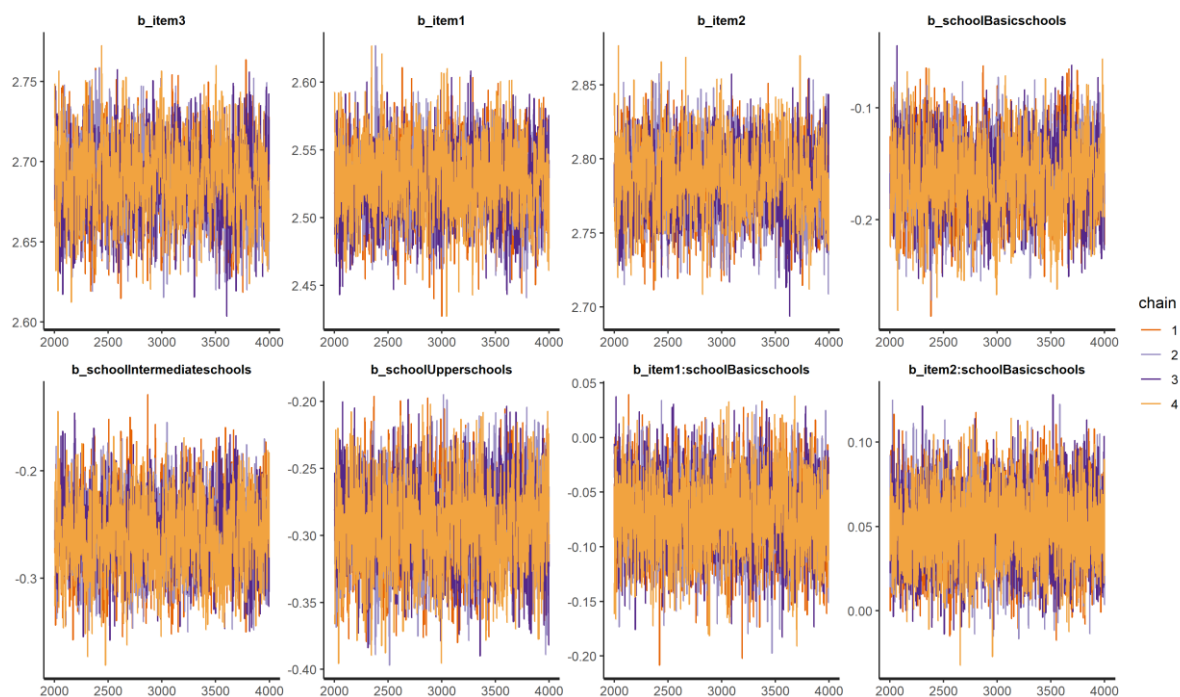 b_item3
b_item1
b_item2
b_schoolBasicschools
2.75
2.70
2.65
2.60
2000 2500 3000 3500 4000
2.60
2.55
2.50
2.45
2000 2500 3000 3500 4000
2.85
2.80
2.75
2.70
2000 2500 3000 3500 4000
-0.1
-0.2
2000 2500 3000 3500 4000
chain
1
2
3
4
b_schoolIntermediateschools
b_schoolUpperschools
b_item1:schoolBasicschools
b_item2:schoolBasicschools
-0.2
-0.3
2000 2500 3000 3500 4000
-0.20
-0.25
-0.30
-0.35
-0.40
2000 2500 3000 3500 4000
0.05
0.00
-0.05
-0.10
-0.15
-0.20
2000 2500 3000 3500 4000
0.10
0.05
0.00
2000 2500 3000 3500 4000